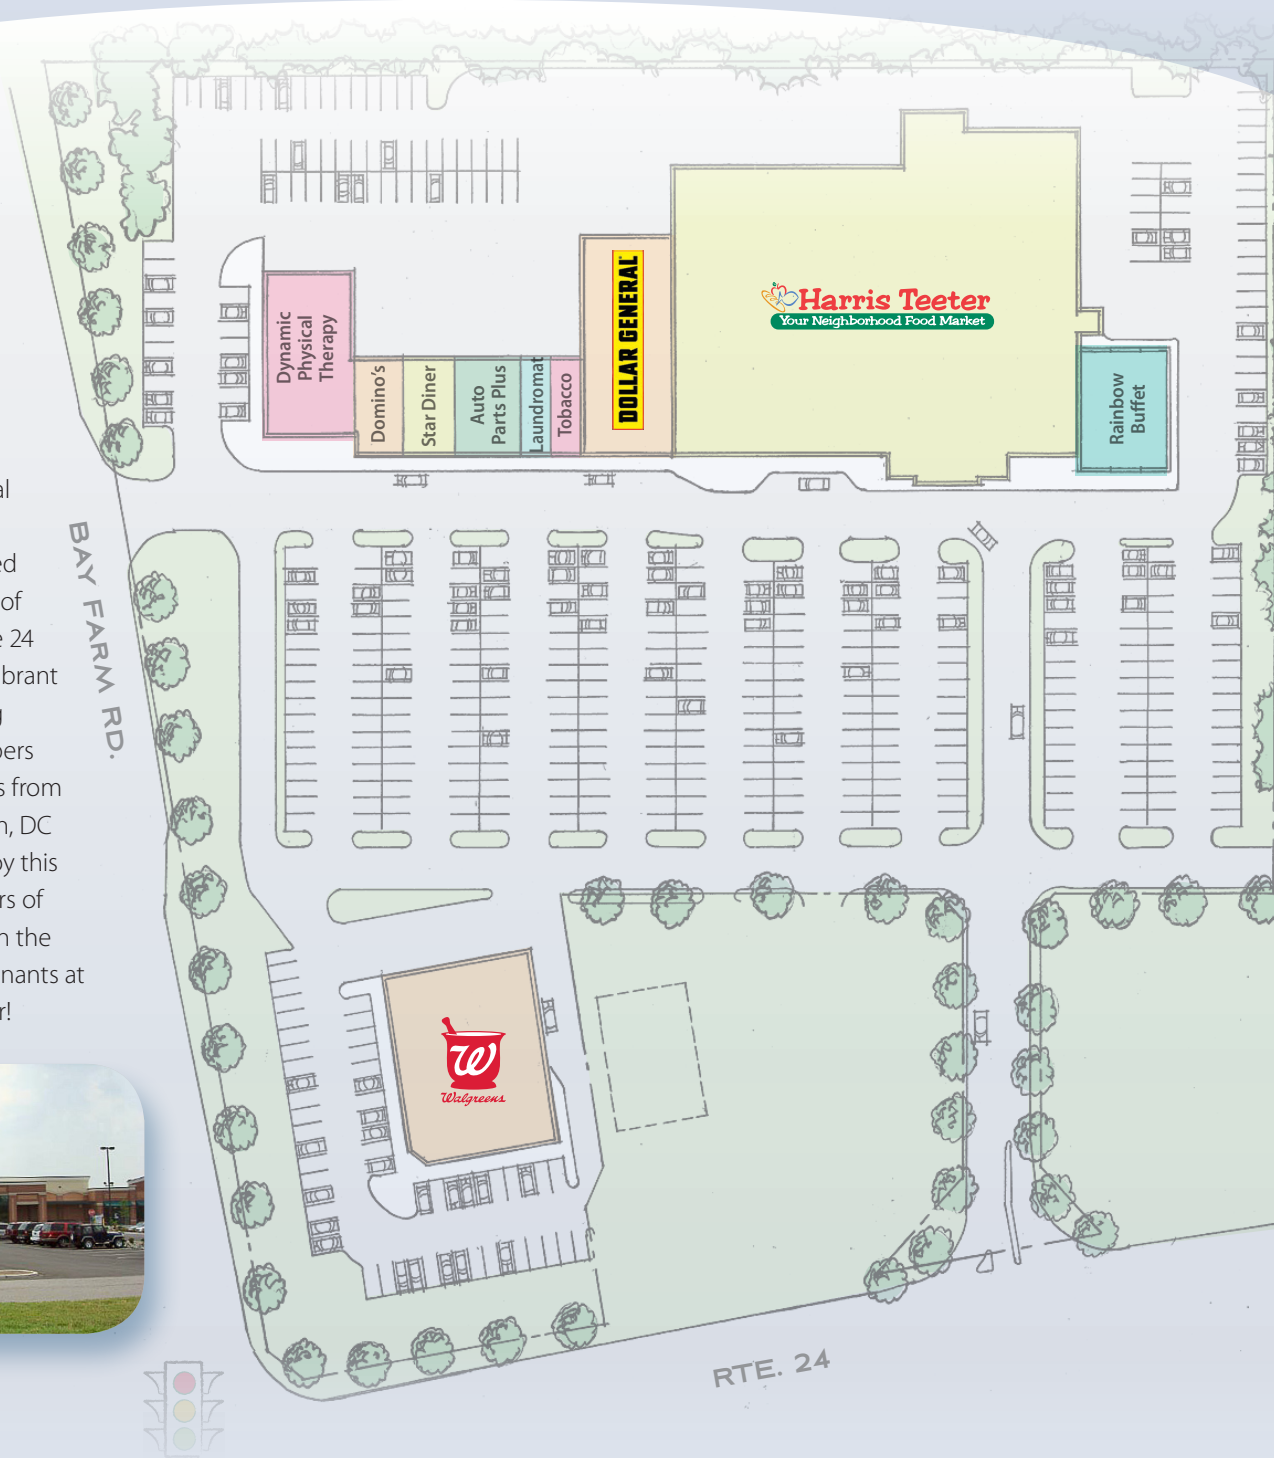 al
ed
of
e 24
brant
g
pers
s from
n, DC
by this
rs of
n the
nants at
r!
BAY FARM RD.
Dynamic
Physical
Therapy
Domino's
Star Diner
Auto
Parts Plus
Laundromat
Tobacco
DOLLAR GENERAL
Harris Teeter
Your Neighborhood Food Market
Rainbow
Buffet
W
Walgreens
RTE. 24